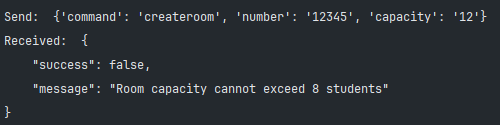 Send:  {'command': 'createroom', 'number': '12345', 'capacity': '12'}
Received:  {
    "success": false,
    "message": "Room capacity cannot exceed 8 students"
}